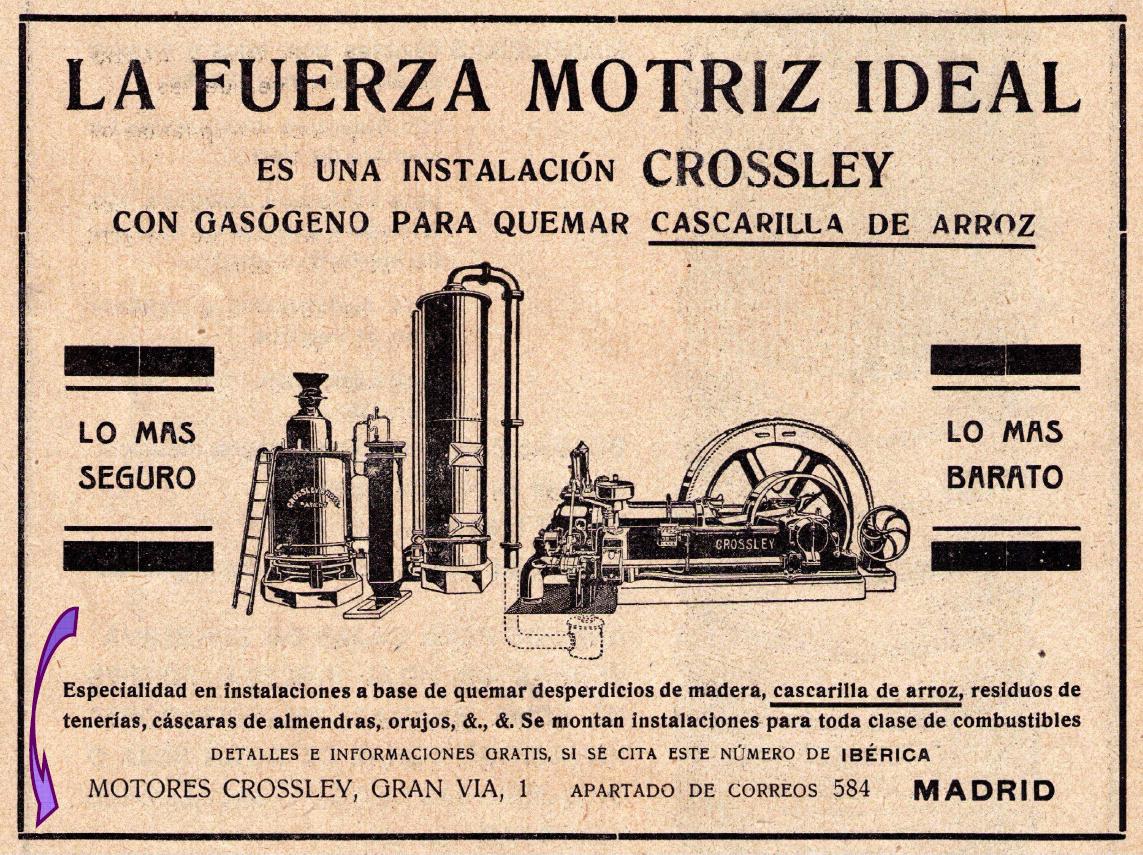 LA FUERZA MOTRIZ IDEAL
ES UNA INSTALACIÓN CROSSLEY
CON GASÓGENO PARA QUEMAR CASCARILLA DE ARROZ
LO MAS
SEGURO
LO MAS
BARATO
CROSSLEY
Especialidad en instalaciones a base de quemar desperdicios de madera, cascarilla de arroz, residuos de
tenerías, cáscaras de almendras, orujos, &., &. Se montan instalaciones para toda clase de combustibles
DETALLES E INFORMACIONES GRATIS, SI SE CITA ESTE NÚMERO DE IBÉRICA
MOTORES CROSSLEY, GRAN VIA, 1 APARTADO DE CORREOS 584 MADRID